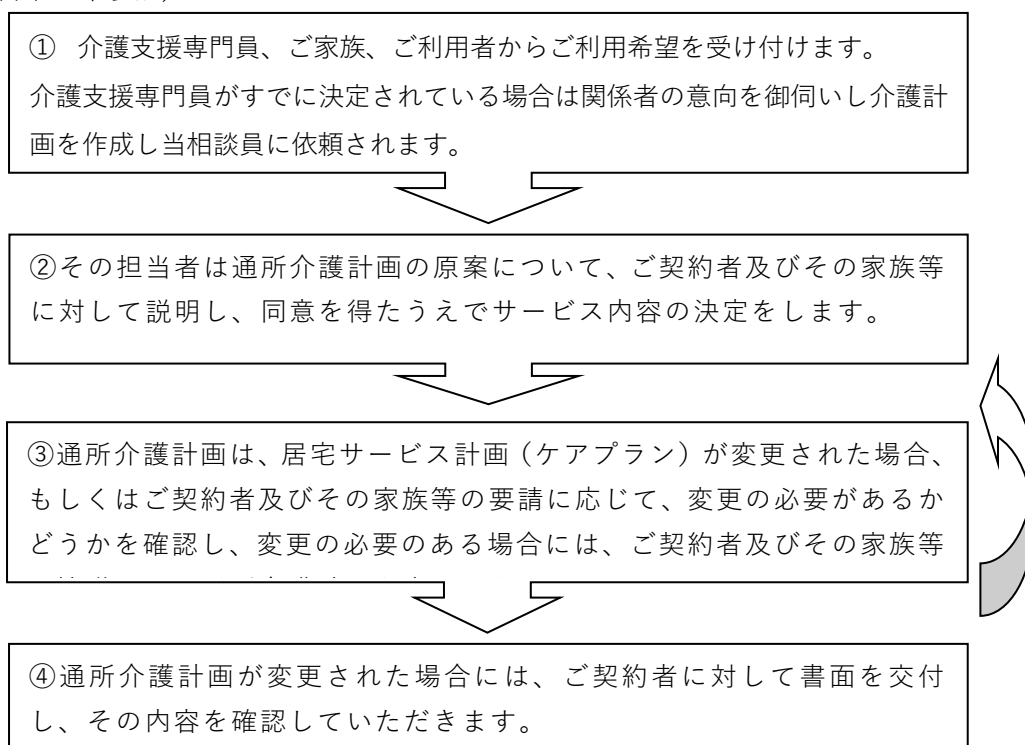 ① 介護支援専門員、ご家族、ご利用者からご利用希望を受け付けます。
介護支援専門員がすでに決定されている場合は関係者の意向を御伺いし介護計
画を作成し当相談員に依頼されます。
②その担当者は通所介護計画の原案について、ご契約者及びその家族等
に対して説明し、同意を得たうえでサービス内容の決定をします。
③通所介護計画は、居宅サービス計画（ケアプラン）が変更された場合、
もしくはご契約者及びその家族等の要請に応じて、変更の必要があるか
どうかを確認し、変更の必要のある場合には、ご契約者及びその家族等
④通所介護計画が変更された場合には、ご契約者に対して書面を交付
し、その内容を確認していただきます。